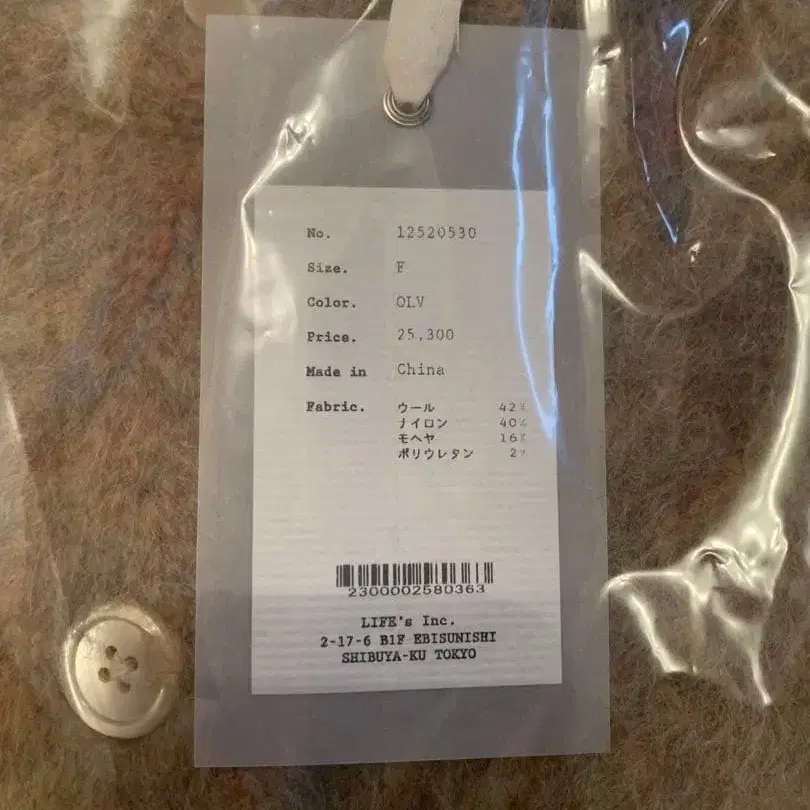 No. 12520530
Size. F
Color. OLV
Price. 25,300
Made in China
Fabric. ウール 42%
ナイロン 40%
モヘヤ 16%
ポリウレタン 2%
2300002580363
LIFE's Inc.
2-17-6 B1F EBISUNISHI
SHIBUYA-KU TOKYO